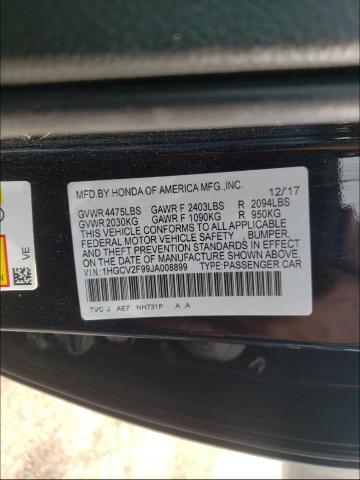 MFD.BY HONDA OF AMERICA MFG.,INC. 12/17
GVWR 4475LBS GAWR F 2403LBS R 2094LBS
GVWR 2030KG GAWR F 1090KG R 950KG
THIS VEHICLE CONFORMS TO ALL APPLICABLE
FEDERAL MOTOR VEHICLE SAFETY , BUMPER,
AND THEFT PREVENTION STANDARDS IN
EFFECT ON THE DATE OF MANUFACTURE SHOWN ABOVE.
V.I.N:1HGCV2F99JA008899 TYPE:PASSENGER CAR
TVC J AE7 NH731P A .A
VE